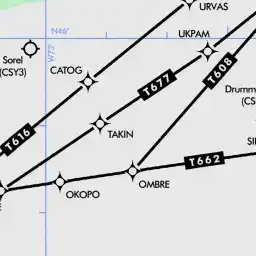 URVAS
N46°
UKPAM
Sorel
(CSY3)
W73°
CATOG
T677
T608
Drumm
(CS
TAKIN
T616
T662
SI
OKOPO
OMBRE
E